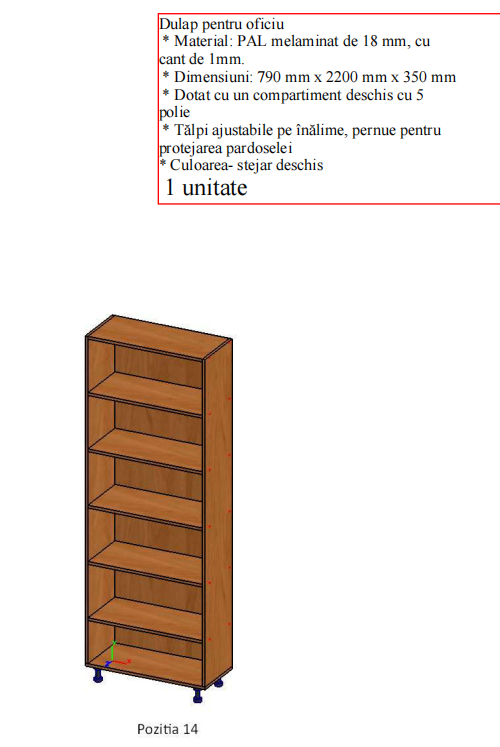 Dulap pentru oficiu
* Material: PAL melaminat de 18 mm, cu
cant de 1mm.
* Dimensiuni: 790 mm x 2200 mm x 350 mm
* Dotat cu un compartiment deschis cu 5
polie
* Tălpi ajustabile pe înălime, pernue pentru
protejarea pardoselei
* Culoarea- stejar deschis
1 unitate
Y
Z X
Pozitia 14